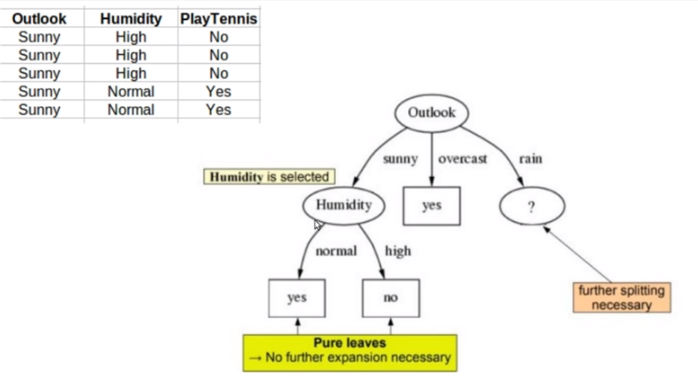 Outlook Humidity PlayTennis
Sunny High No
Sunny High No
Sunny High No
Sunny Normal Yes
Sunny Normal Yes
Outlook
sunny overcast rain
Humidity is selected
Humidity yes ?
normal high
yes no
further splitting
necessary
Pure leaves
→ No further expansion necessary